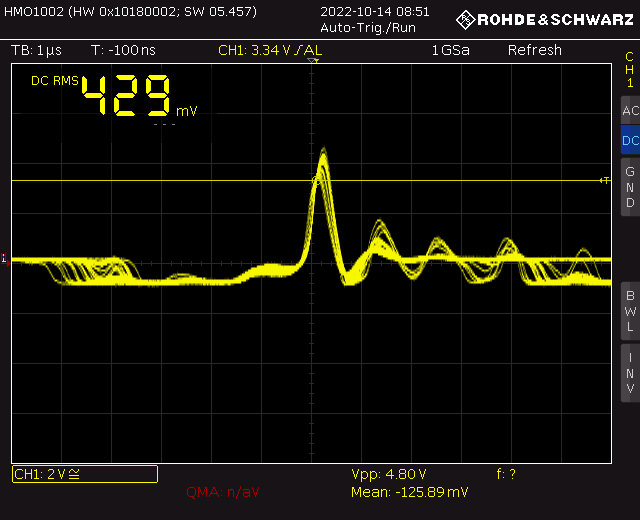 HMO1002 (HW 0x10180002; SW 05.457)
2022-10-14 08:51
Auto-Trig./Run
ROHDE&SCHWARZ
TB: 1µs
T: -100ns
CH1: 3.34 V / AL
1GSa
Refresh
CH1
DC RMS 429 mV
---
AC
DC
GND
T
1
BWL
INV
CH1: 2 V≅
Vpp: 4.80 V
f: ?
QMA: n/aV
Mean: -125.89 mV